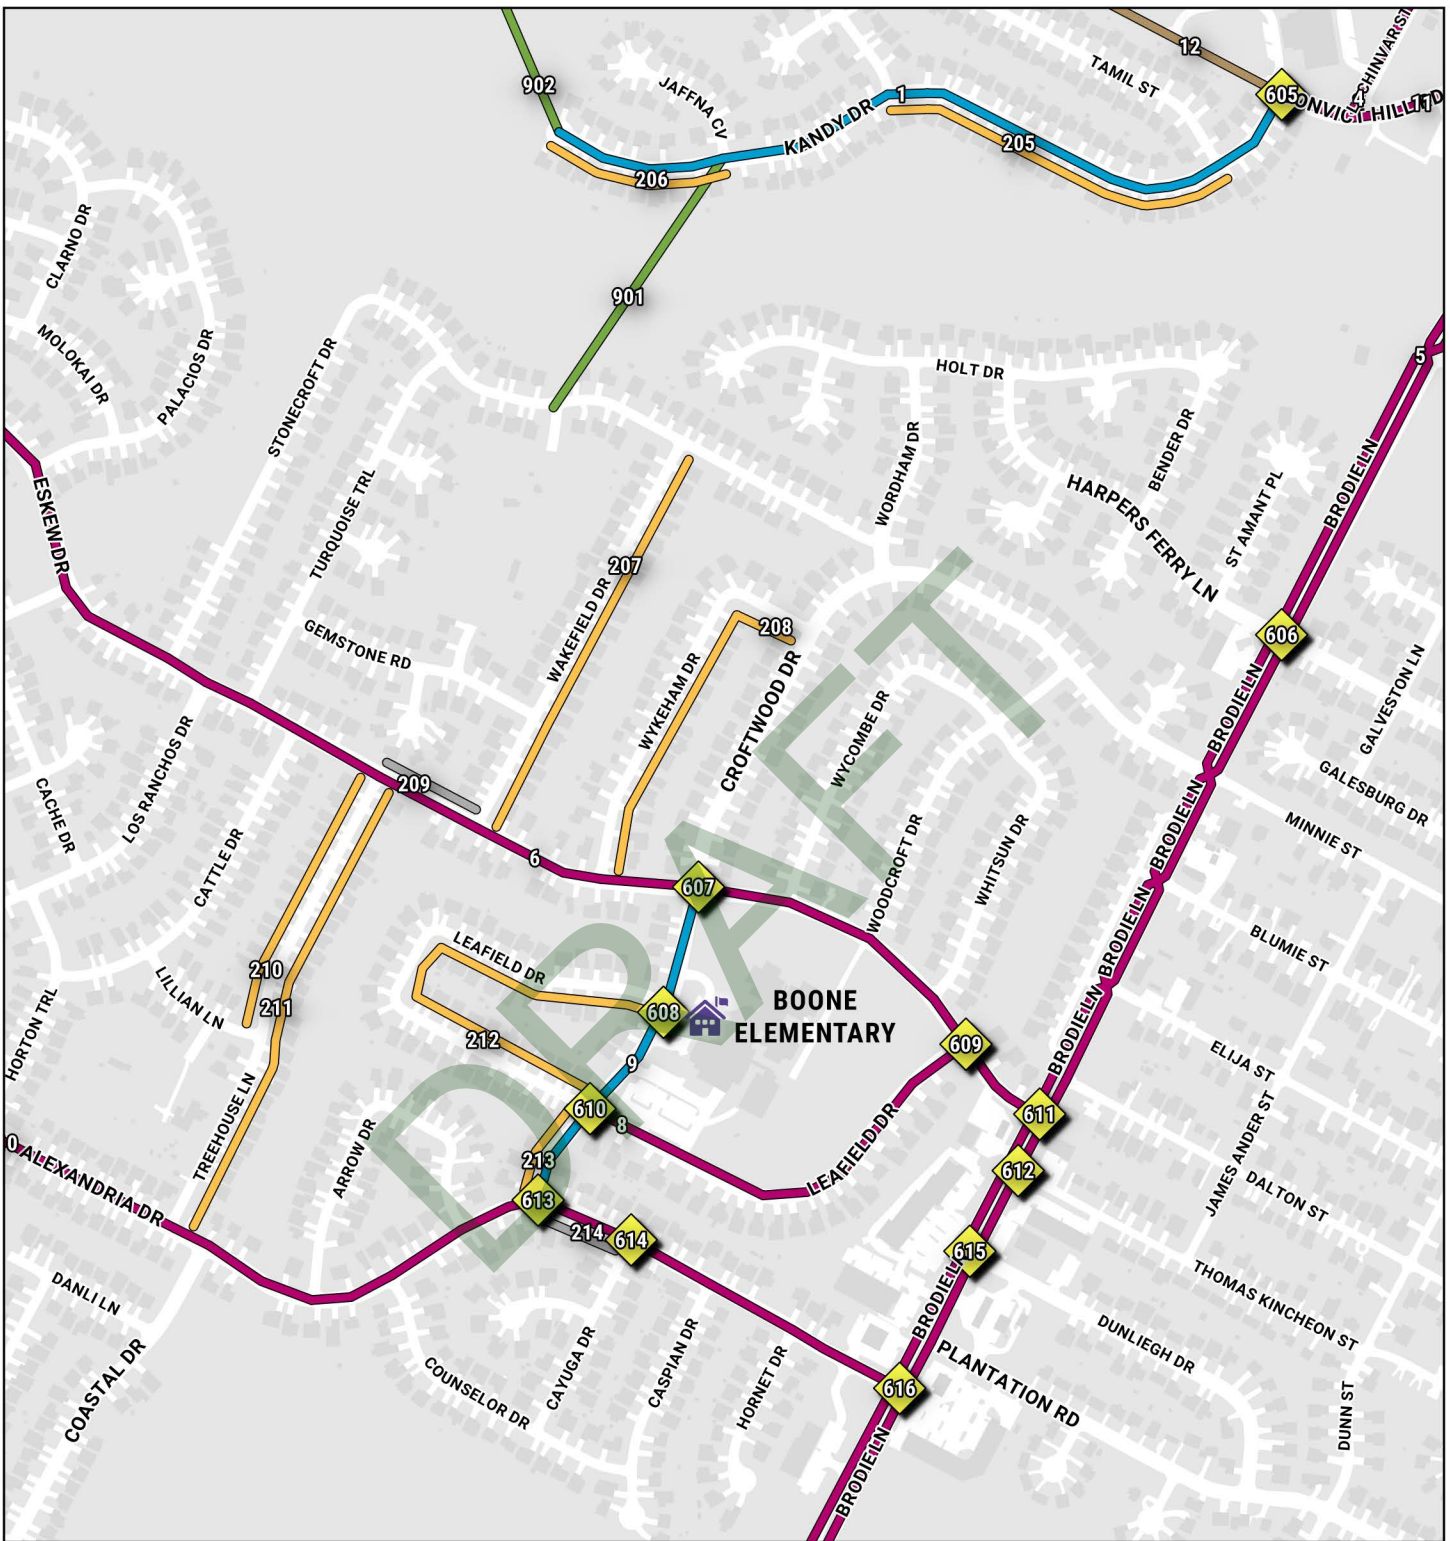 12
TAMIL ST
902
JAFFNA CV
605
1
KANDY DR
11
205
206
CLARNO DR
901
MOLOKAI DR
PALACIOS DR
STONECROFT DR
5
HOLT DR
BRODIE LN
WORDHAM DR
BENDER DR
HARPERS FERRY LN
ST AMANT PL
ESKEW DR
TURQUOISE TRL
207
WAKEFIELD DR
GEMSTONE RD
208
606
WYKEHAM DR
CROFTWOOD DR
WYCOMBE DR
BRODIE LN
GALVESTON LN
LOS RANCHOS DR
CACHE DR
209
GALESBURG DR
MINNIE ST
BRODIE LN
CATTLE DR
6
607
WOODCROFT DR
WHITSUN DR
DRAFT
BRODIE LN
BLUMIE ST
LEAFIELD DR
210
LILLIAN LN
211
HORTON TRL
608
BOONE
ELEMENTARY
212
9
609
BRODIE LN
ELIJA ST
610
8
611
TREEHOUSE LN
ARROW DR
0
ALEXANDRIA DR
213
LEAFIELD DR
612
JAMES ANDER ST
DALTON ST
613
214
614
615
DANLI LN
THOMAS KINCHEON ST
BRODIE LN
COASTAL DR
COUNSELOR DR
CAYUGA DR
CASPIAN DR
HORNET DR
616
PLANTATION RD
DUNLIEGH DR
DUNN ST
BRODIE LN